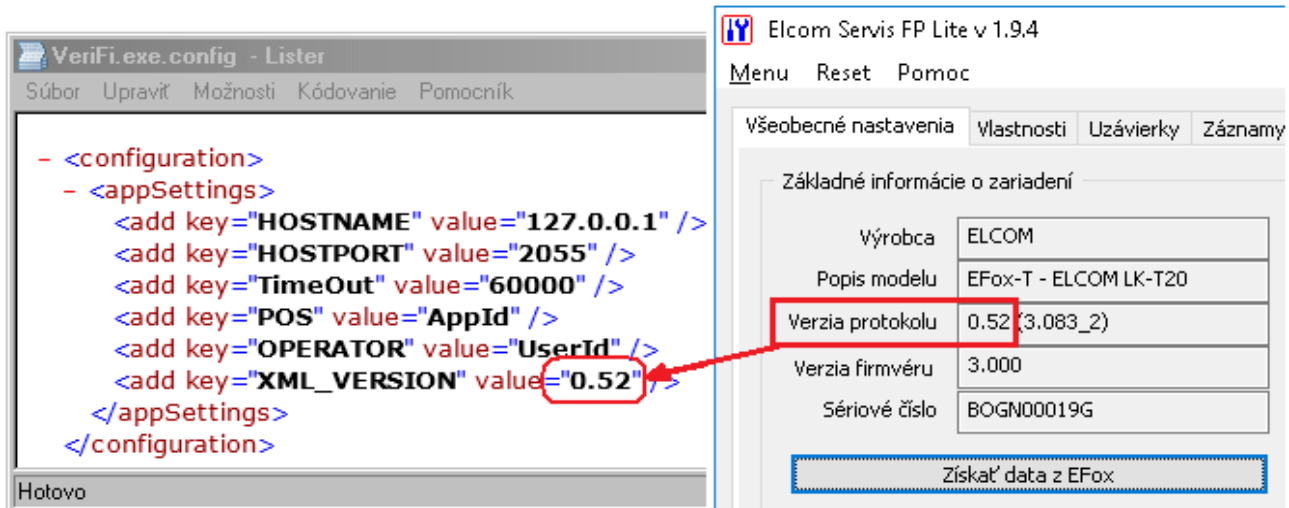 VeriFi.exe.config - Lister
Súbor Upraviť Možnosti Kódovanie Pomocník
- <configuration>
- <appSettings>
<add key="HOSTNAME" value="127.0.0.1" />
<add key="HOSTPORT" value="2055" />
<add key="TimeOut" value="60000" />
<add key="POS" value="AppId" />
<add key="OPERATOR" value="UserId" />
<add key="XML_VERSION" value="0.52" />
</appSettings>
</configuration>
Hotovo
Elcom Servis FP Lite v 1.9.4
Menu Reset Pomoc
Všeobecné nastavenia Vlastnosti Uzávierky Záznamy
Základné informácie o zariadení
Výrobca ELCOM
Popis modelu EFox-T - ELCOM LK-T20
Verzia protokolu 0.52 (3.083_2)
Verzia firmvéru 3.000
Sériové číslo BOGN00019G
Získať data z EFox